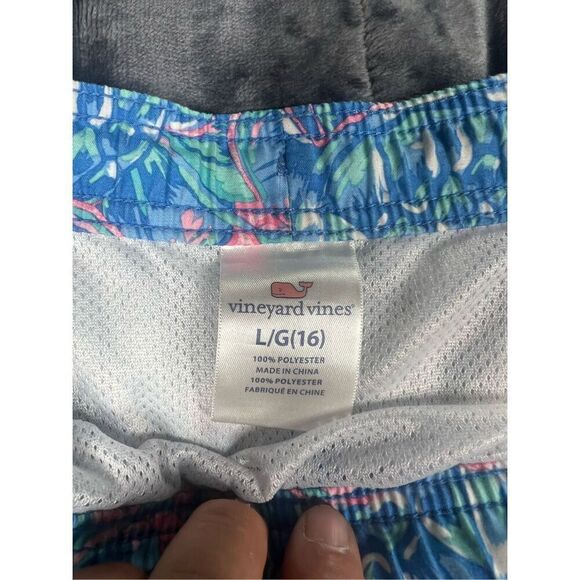 vineyard vines®
L/G(16)
100% POLYESTER
MADE IN CHINA
100% POLYESTER
FABRIQUÉ EN CHINE